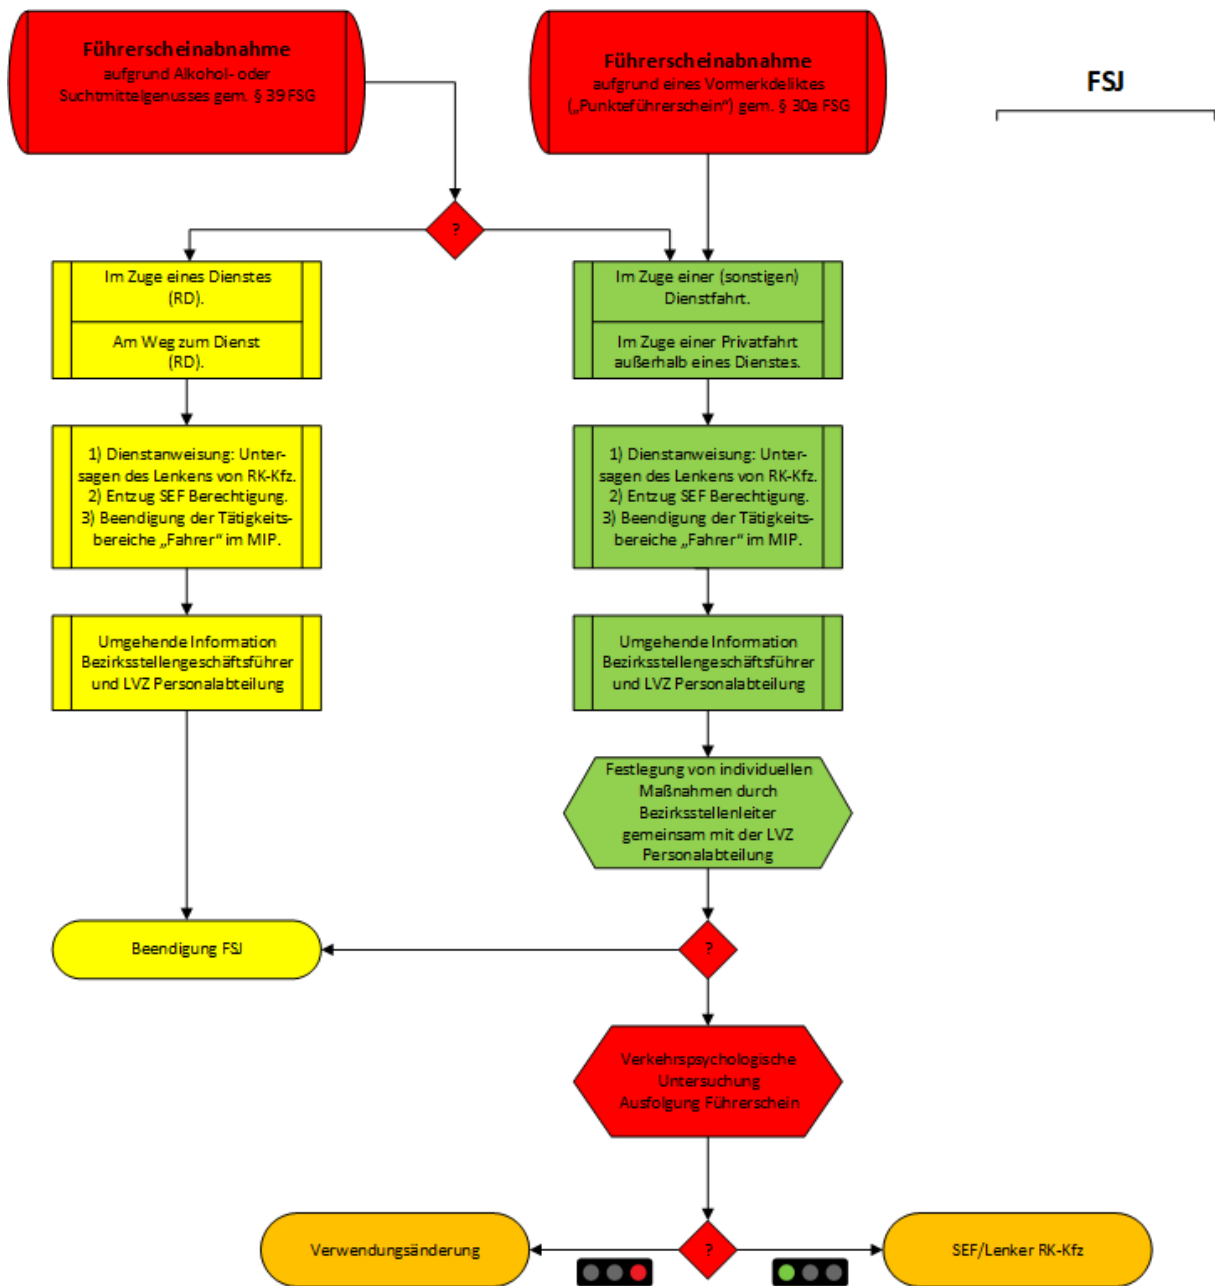 Führerscheinabnahme
aufgrund Alkohol- oder
Suchtmittelgenusses gem. § 39 FSG
Führerscheinabnahme
aufgrund eines Vormerkdeliktes
(„Punkteführerschein“) gem. § 30a FSG
FSJ
?
Im Zuge eines Dienstes
(RD).
Am Weg zum Dienst
(RD).
Im Zuge einer (sonstigen)
Dienstfahrt.
Im Zuge einer Privatfahrt
außerhalb eines Dienstes.
1) Dienstanweisung: Unter-
sagen des Lenkens von RK-Kfz.
2) Entzug SEF Berechtigung.
3) Beendigung der Tätigkeits-
bereiche „Fahrer“ im MIP.
1) Dienstanweisung: Unter-
sagen des Lenkens von RK-Kfz.
2) Entzug SEF Berechtigung.
3) Beendigung der Tätigkeits-
bereiche „Fahrer“ im MIP.
Umgehende Information
Bezirksstellengeschäftsführer
und LVZ Personalabteilung
Umgehende Information
Bezirksstellengeschäftsführer
und LVZ Personalabteilung
Festlegung von individuellen
Maßnahmen durch
Bezirksstellenleiter
gemeinsam mit der LVZ
Personalabteilung
Beendigung FSJ
?
Verkehrspsychologische
Untersuchung
Ausfolgung Führerschein
Verwendungsänderung
?
SEF/Lenker RK-Kfz